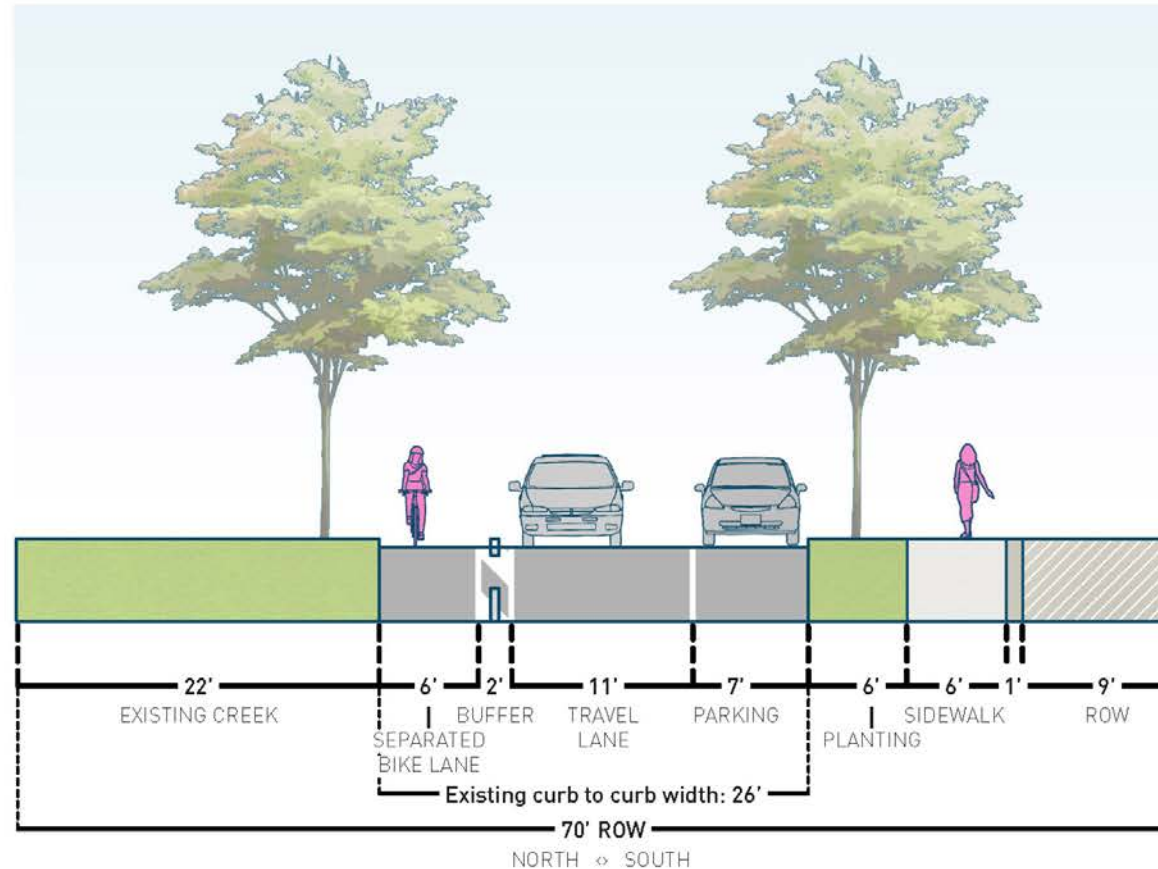 22' 6' 2' 11' 7' 6' 6' 1' 9'
EXISTING CREEK
SEPARATED
BIKE LANE
BUFFER
TRAVEL
LANE
PARKING
PLANTING
SIDEWALK
ROW
Existing curb to curb width: 26'
70' ROW
NORTH <> SOUTH